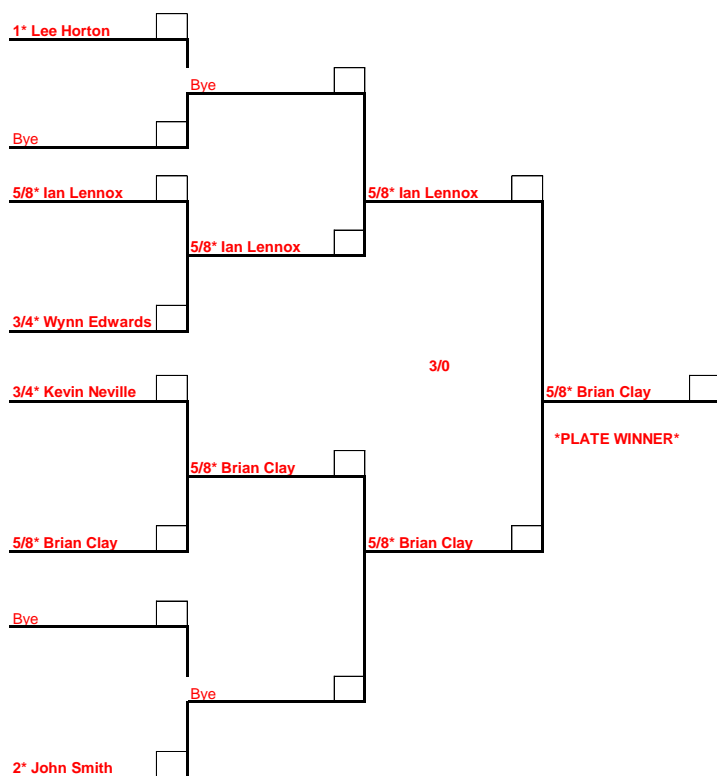 1* Lee Horton
Bye
Bye
5/8* Ian Lennox
5/8* Ian Lennox
5/8* Ian Lennox
3/4* Wynn Edwards
3/0
3/4* Kevin Neville
5/8* Brian Clay
*PLATE WINNER*
5/8* Brian Clay
5/8* Brian Clay
5/8* Brian Clay
Bye
Bye
2* John Smith